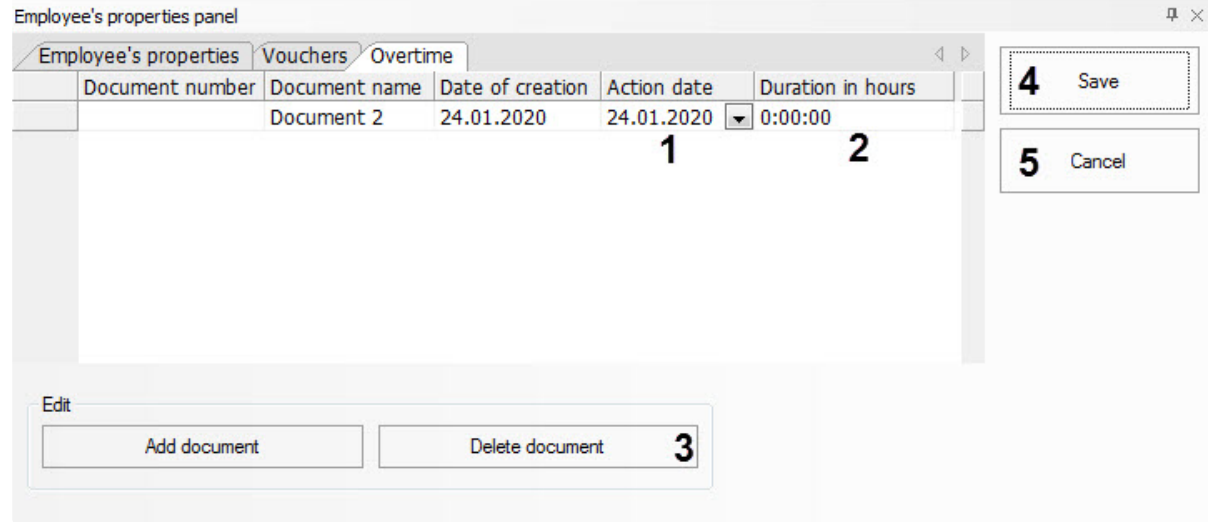 Employee's properties panel
Employee's properties Vouchers Overtime
Document number Document name Date of creation Action date Duration in hours
Document 2 24.01.2020 24.01.2020 0:00:00
1 2
4 Save
5 Cancel
Edit
Add document Delete document 3